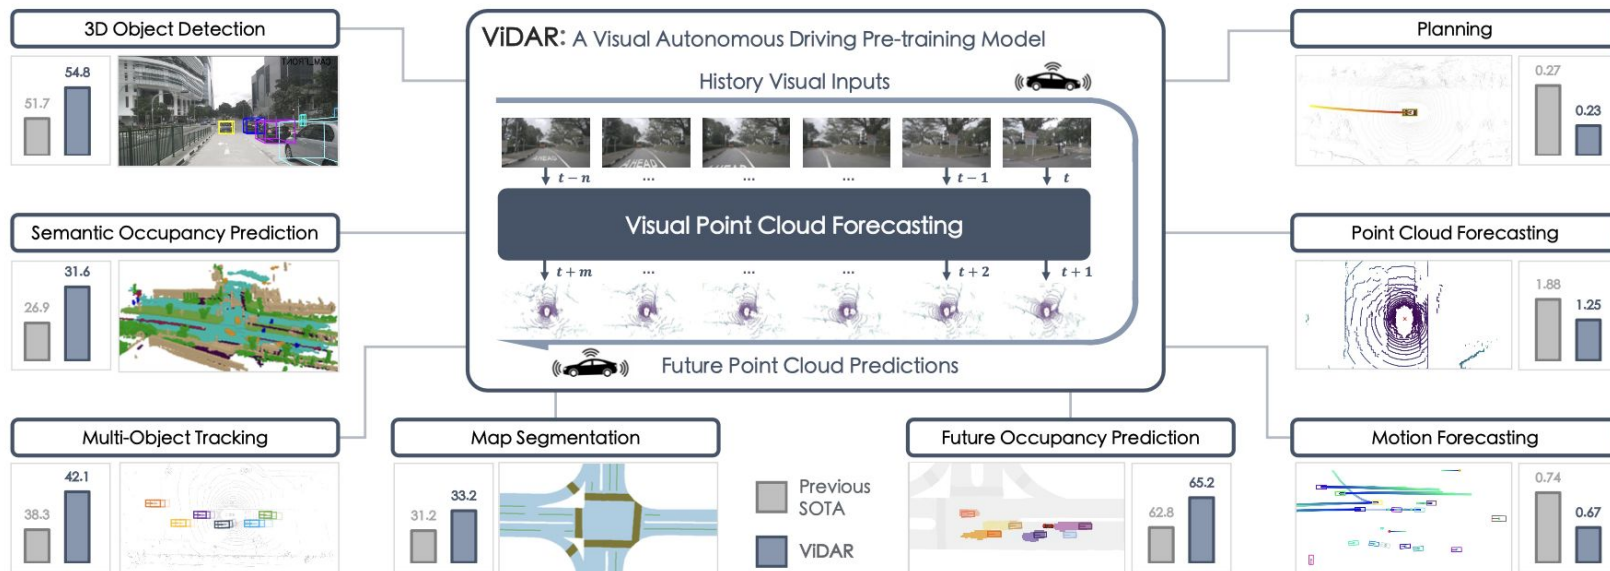 3D Object Detection
51.7
54.8
Semantic Occupancy Prediction
26.9
31.6
Multi-Object Tracking
38.3
42.1
ViDAR: A Visual Autonomous Driving Pre-training Model
History Visual Inputs
AHEAD
AHEAD
t − n ... ... ... t − 1 t
Visual Point Cloud Forecasting
t + m ... ... ... t + 2 t + 1
Future Point Cloud Predictions
Map Segmentation
31.2
33.2
Previous
SOTA
ViDAR
Future Occupancy Prediction
62.8
65.2
Planning
0.27
0.23
Point Cloud Forecasting
1.88
1.25
Motion Forecasting
0.74
0.67